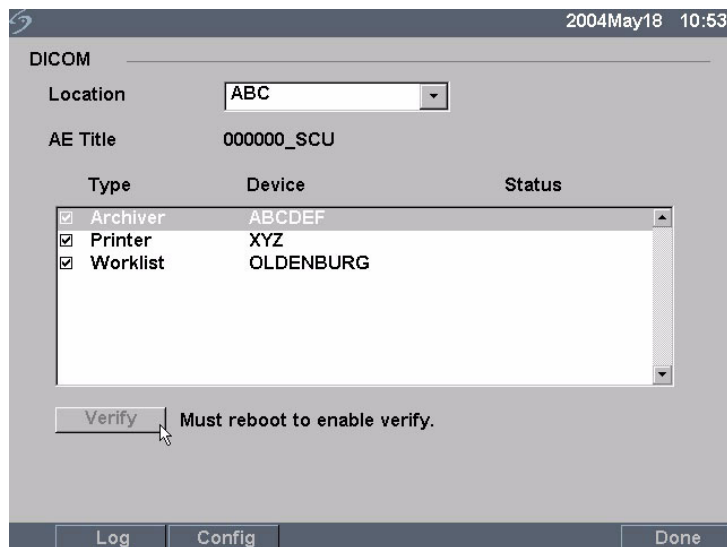 2004May18 10:53
DICOM
Location ABC
AE Title 000000_SCU
Type Device Status
Archiver ABCDEF
Printer XYZ
Worklist OLDENBURG
Verify Must reboot to enable verify.
Log Config Done